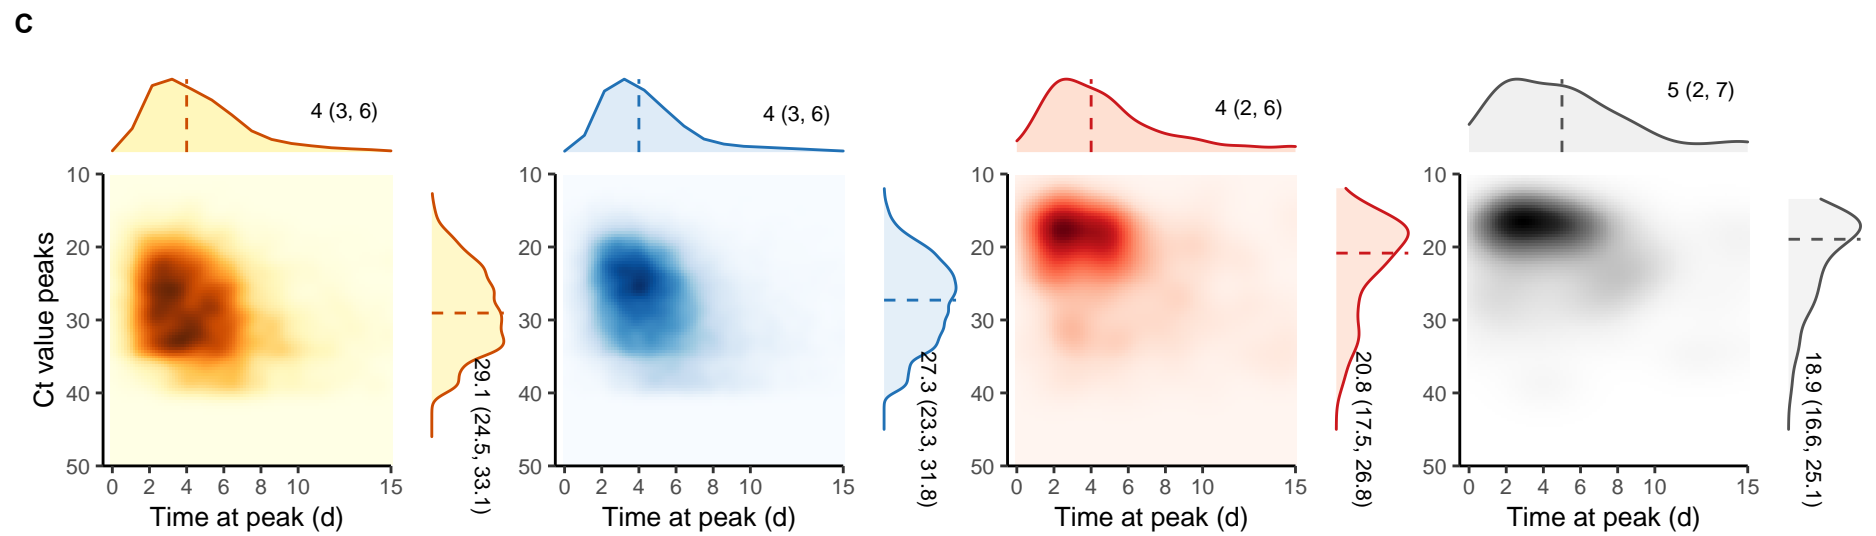 C
4 (3, 6)
4 (3, 6)
4 (2, 6)
5 (2, 7)
Ct value peaks
10
20
30
40
50
0 2 4 6 8 10 15
Time at peak (d)
29.1 (24.5, 33.1)
10
20
30
40
50
0 2 4 6 8 10 15
Time at peak (d)
27.3 (23.3, 31.8)
10
20
30
40
50
0 2 4 6 8 10 15
Time at peak (d)
20.8 (17.5, 26.8)
10
20
30
40
50
0 2 4 6 8 10 15
Time at peak (d)
18.9 (16.6, 25.1)